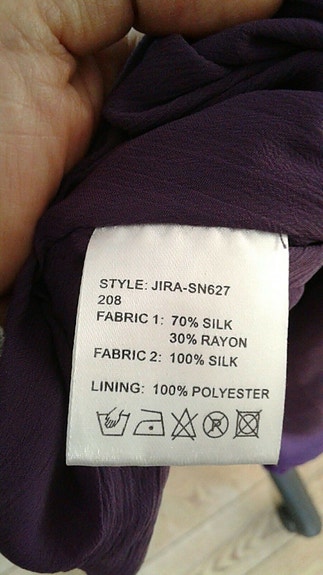 STYLE: JIRA-SN627
208
FABRIC 1: 70% SILK
30% RAYON
FABRIC 2: 100% SILK
LINING: 100% POLYESTER